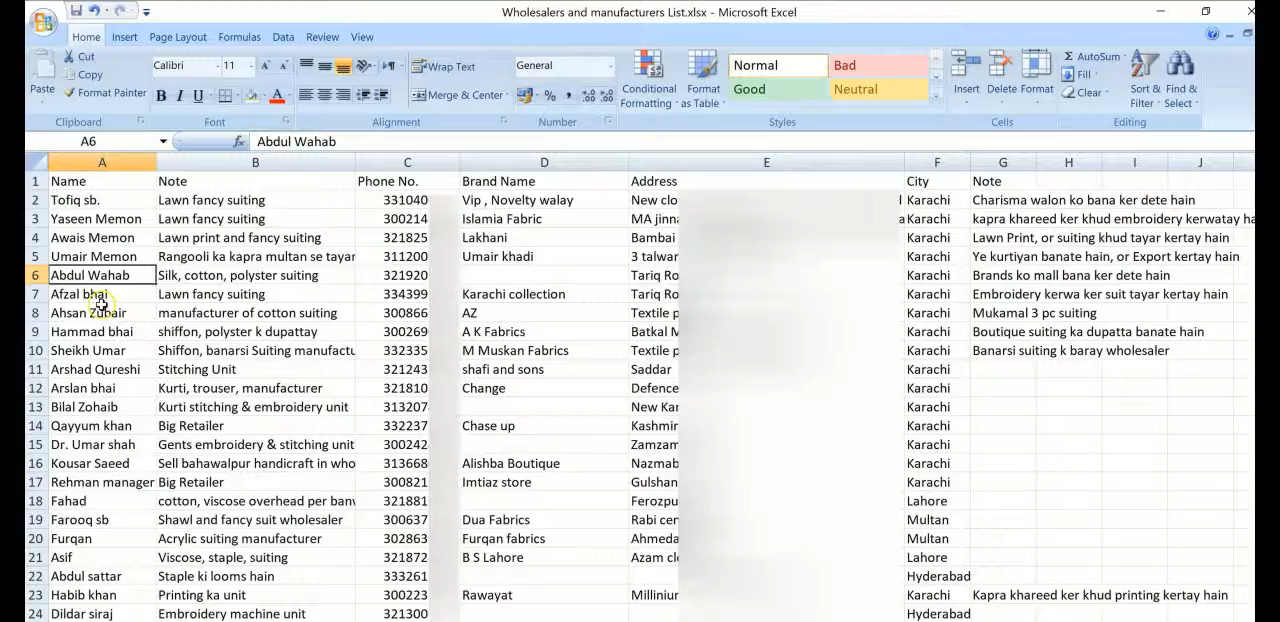 Wholesalers and manufacturers List.xlsx - Microsoft Excel
Home Insert Page Layout Formulas Data Review View
Cut Calibri 11 Wrap Text General Normal Bad AutoSum
Copy Fill
Paste Format Painter B I U Merge & Center % , Conditional Formatting Format as Table Good Neutral Insert Delete Format Clear Sort & Filter Find & Select
Clipboard Font Alignment Number Styles Cells Editing
A6 fx Abdul Wahab
A B C D E F G H I J
1 Name Note Phone No. Brand Name Address City Note
2 Tofiq sb. Lawn fancy suiting 331040 Vip , Novelty walay New clo Karachi Charisma walon ko bana ker dete hain
3 Yaseen Memon Lawn fancy suiting 300214 Islamia Fabric MA jinna Karachi kapra khareed ker khud embroidery kerwatay ha
4 Awais Memon Lawn print and fancy suiting 321825 Lakhani Bambai Karachi Lawn Print, or suiting khud tayar kertay hain
5 Umair Memon Rangooli ka kapra multan se tayar 311200 Umair khadi 3 talwar Karachi Ye kurtiyan banate hain, or Export kertay hain
6 Abdul Wahab Silk, cotton, polyster suiting 321920 Tariq Ro Karachi Brands ko mall bana ker dete hain
7 Afzal bhai Lawn fancy suiting 334399 Karachi collection Tariq Ro Karachi Embroidery kerwa ker suit tayar kertay hain
8 Ahsan Zubair manufacturer of cotton suiting 300866 AZ Textile p Karachi Mukamal 3 pc suiting
9 Hammad bhai shiffon, polyster k dupattay 300269 A K Fabrics Batkal M Karachi Boutique suiting ka dupatta banate hain
10 Sheikh Umar Shiffon, banarsi Suiting manufactu 332335 M Muskan Fabrics Textile p Karachi Banarsi suiting k baray wholesaler
11 Arshad Qureshi Stitching Unit 321243 shafi and sons Saddar Karachi
12 Arslan bhai Kurti, trouser, manufacturer 321810 Change Defence Karachi
13 Bilal Zohaib Kurti stitching & embroidery unit 313207 New Kar Karachi
14 Qayyum khan Big Retailer 332237 Chase up Kashmir Karachi
15 Dr. Umar shah Gents embroidery & stitching unit 300242 Zamzam Karachi
16 Kousar Saeed Sell bahawalpur handicraft in who 313668 Alishba Boutique Nazmab Karachi
17 Rehman manager Big Retailer 300821 Imtiaz store Gulshan Karachi
18 Fahad cotton, viscose overhead per banv 321881 Ferozpu Lahore
19 Farooq sb Shawl and fancy suit wholesaler 300637 Dua Fabrics Rabi cen Multan
20 Furqan Acrylic suiting manufacturer 302863 Furqan fabrics Ahmeda Multan
21 Asif Viscose, staple, suiting 321872 B S Lahore Azam clo Lahore
22 Abdul sattar Staple ki looms hain 333261 Hyderabad
23 Habib khan Printing ka unit 300223 Rawayat Milliniur Karachi Kapra khareed ker khud printing kertay hain
24 Dildar siraj Embroidery machine unit 321300 Hyderabad